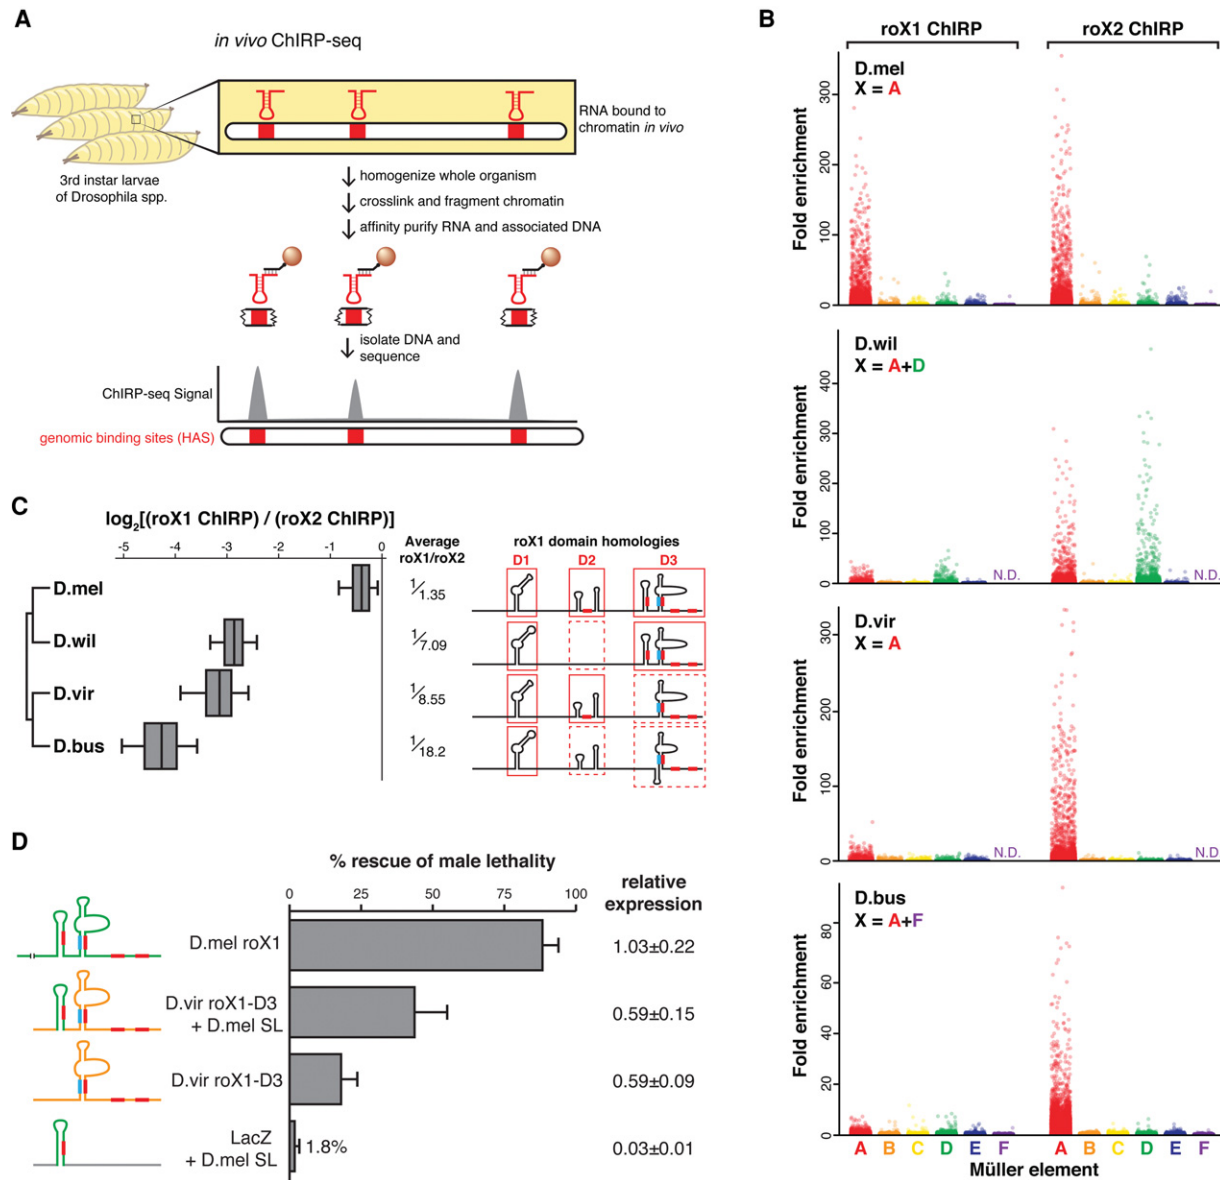 A
in vivo ChIRP-seq
RNA bound to
chromatin in vivo
3rd instar larvae
of Drosophila spp.
homogenize whole organism
crosslink and fragment chromatin
affinity purify RNA and associated DNA
isolate DNA and
sequence
ChIRP-seq Signal
genomic binding sites (HAS)
B
roX1 ChIRP
roX2 ChIRP
D.mel
X = A
Fold enrichment
300
200
100
0
D.wil
X = A+D
Fold enrichment
400
300
200
100
0
N.D.
N.D.
D.vir
X = A
Fold enrichment
300
200
100
0
N.D.
N.D.
D.bus
X = A+F
Fold enrichment
80
60
40
20
0
A B C D E F A B C D E F
Müller element
C
log2[(roX1 ChIRP) / (roX2 ChIRP)]
-5 -4 -3 -2 -1 0
Average
roX1/roX2
roX1 domain homologies
D1 D2 D3
D.mel
1/1.35
D.wil
1/7.09
D.vir
1/8.55
D.bus
1/18.2
D
% rescue of male lethality
0 25 50 75 100
relative
expression
D.mel roX1
1.03±0.22
D.vir roX1-D3
+ D.mel SL
0.59±0.15
D.vir roX1-D3
0.59±0.09
LacZ
+ D.mel SL
1.8%
0.03±0.01